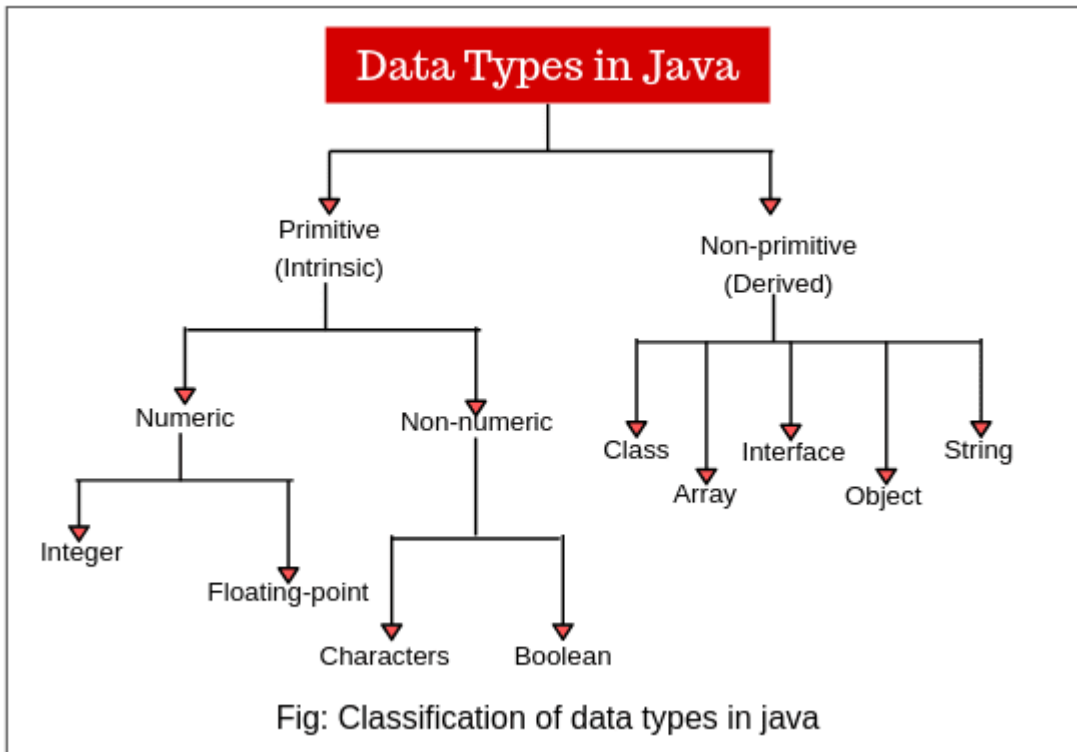 Data Types in Java
Primitive
(Intrinsic)
Non-primitive
(Derived)
Numeric
Non-numeric
Class
Array
Interface
Object
String
Integer
Floating-point
Characters
Boolean
Fig: Classification of data types in java